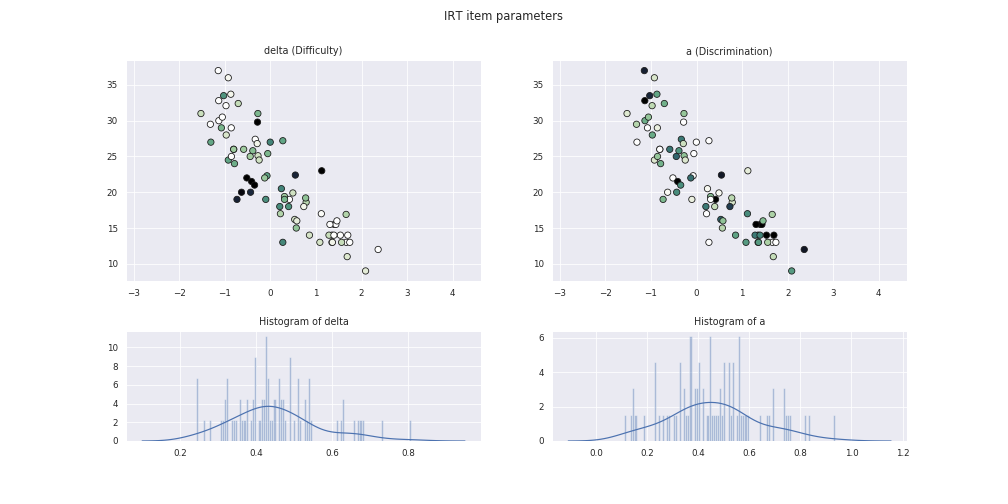 IRT item parameters
delta (Difficulty)
a (Discrimination)
35
30
25
20
15
10
−3 −2 −1 0 1 2 3 4
35
30
25
20
15
10
−3 −2 −1 0 1 2 3 4
Histogram of delta
Histogram of a
10
8
6
4
2
0
0.2 0.4 0.6 0.8
6
4
2
0
0.0 0.2 0.4 0.6 0.8 1.0 1.2